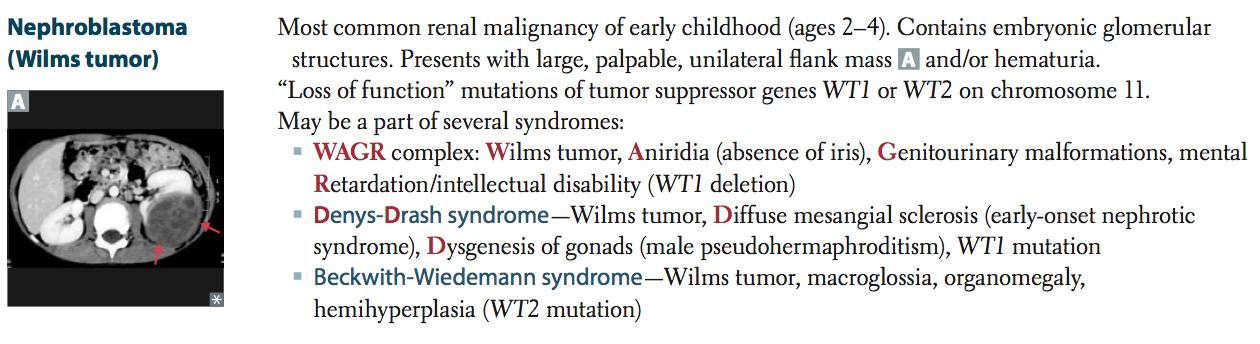 Nephroblastoma
(Wilms tumor)
A
*
Most common renal malignancy of early childhood (ages 2–4). Contains embryonic glomerular
structures. Presents with large, palpable, unilateral flank mass A and/or hematuria.
“Loss of function” mutations of tumor suppressor genes WT1 or WT2 on chromosome 11.
May be a part of several syndromes:
▪ WAGR complex: Wilms tumor, Aniridia (absence of iris), Genitourinary malformations, mental
Retardation/intellectual disability (WT1 deletion)
▪ Denys-Drash syndrome—Wilms tumor, Diffuse mesangial sclerosis (early-onset nephrotic
syndrome), Dysgenesis of gonads (male pseudohermaphroditism), WT1 mutation
▪ Beckwith-Wiedemann syndrome—Wilms tumor, macroglossia, organomegaly,
hemihyperplasia (WT2 mutation)